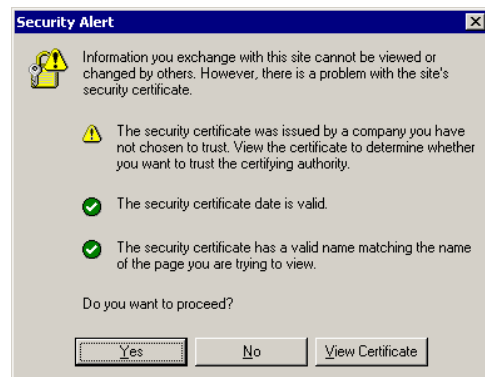 Security Alert
Information you exchange with this site cannot be viewed or
changed by others. However, there is a problem with the site's
security certificate.
The security certificate was issued by a company you have
not chosen to trust. View the certificate to determine whether
you want to trust the certifying authority.
The security certificate date is valid.
The security certificate has a valid name matching the name
of the page you are trying to view.
Do you want to proceed?
Yes No View Certificate